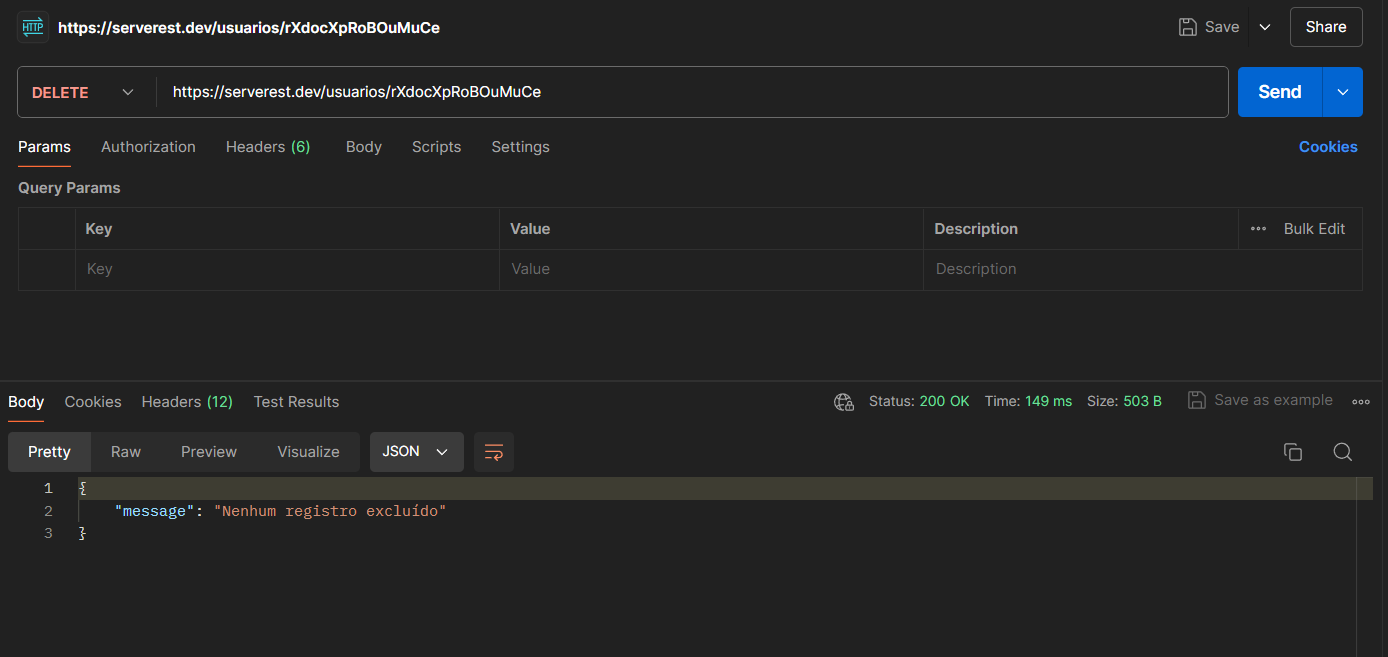 HTTP https://serverest.dev/usuarios/rXdocXpRoBOuMuCe Save Share
DELETE https://serverest.dev/usuarios/rXdocXpRoBOuMuCe Send
Params Authorization Headers (6) Body Scripts Settings Cookies
Query Params
Key Value Description Bulk Edit
Key Value Description
Body Cookies Headers (12) Test Results Status: 200 OK Time: 149 ms Size: 503 B Save as example
Pretty Raw Preview Visualize JSON
1 {
2 "message": "Nenhum registro excluído"
3 }